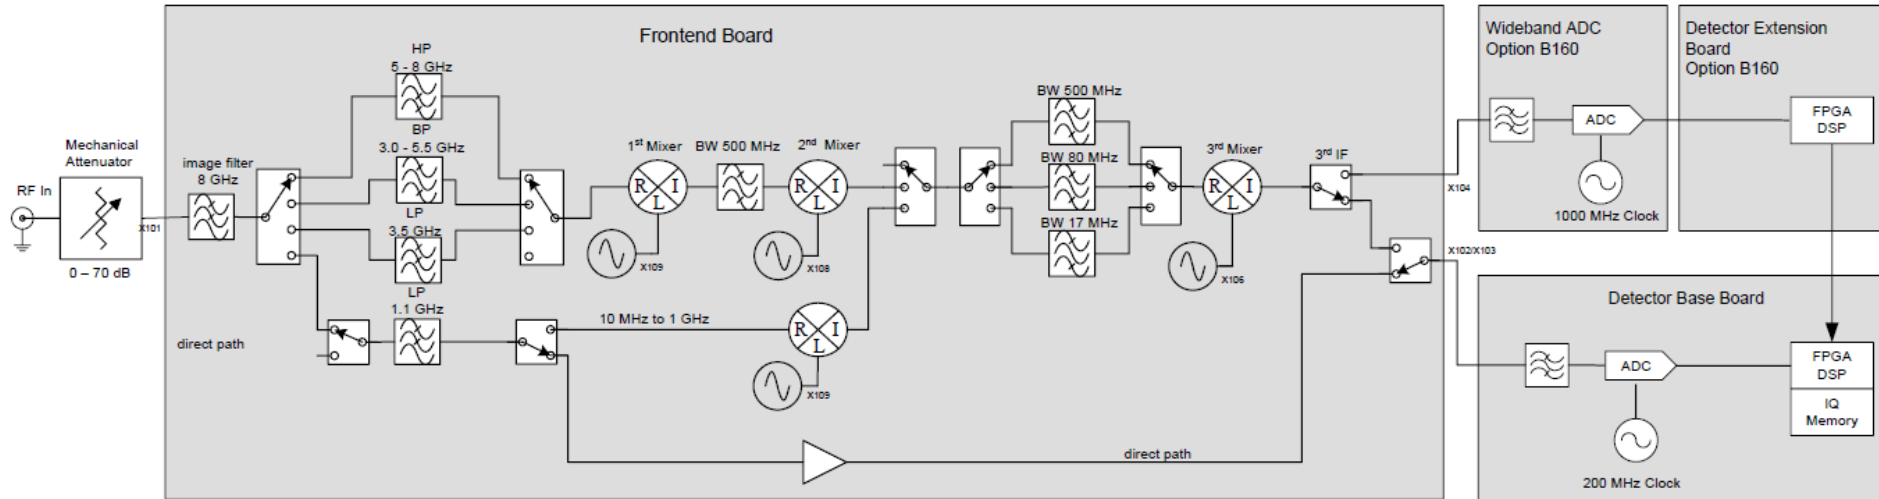 Frontend Board
Wideband ADC
Option B160
Detector Extension
Board
Option B160
HP
5 - 8 GHz
BP
3.0 - 5.5 GHz
LP
3.5 GHz
LP
1.1 GHz
Mechanical
Attenuator
RF In
0 – 70 dB
X101
image filter
8 GHz
direct path
1st Mixer
R
I
L
X109
BW 500 MHz
2nd Mixer
R
I
L
X108
10 MHz to 1 GHz
R
I
L
X109
direct path
BW 500 MHz
BW 80 MHz
BW 17 MHz
3rd Mixer
R
I
L
X106
3rd IF
X104
X102/X103
ADC
1000 MHz Clock
FPGA
DSP
Detector Base Board
ADC
200 MHz Clock
FPGA
DSP
IQ
Memory